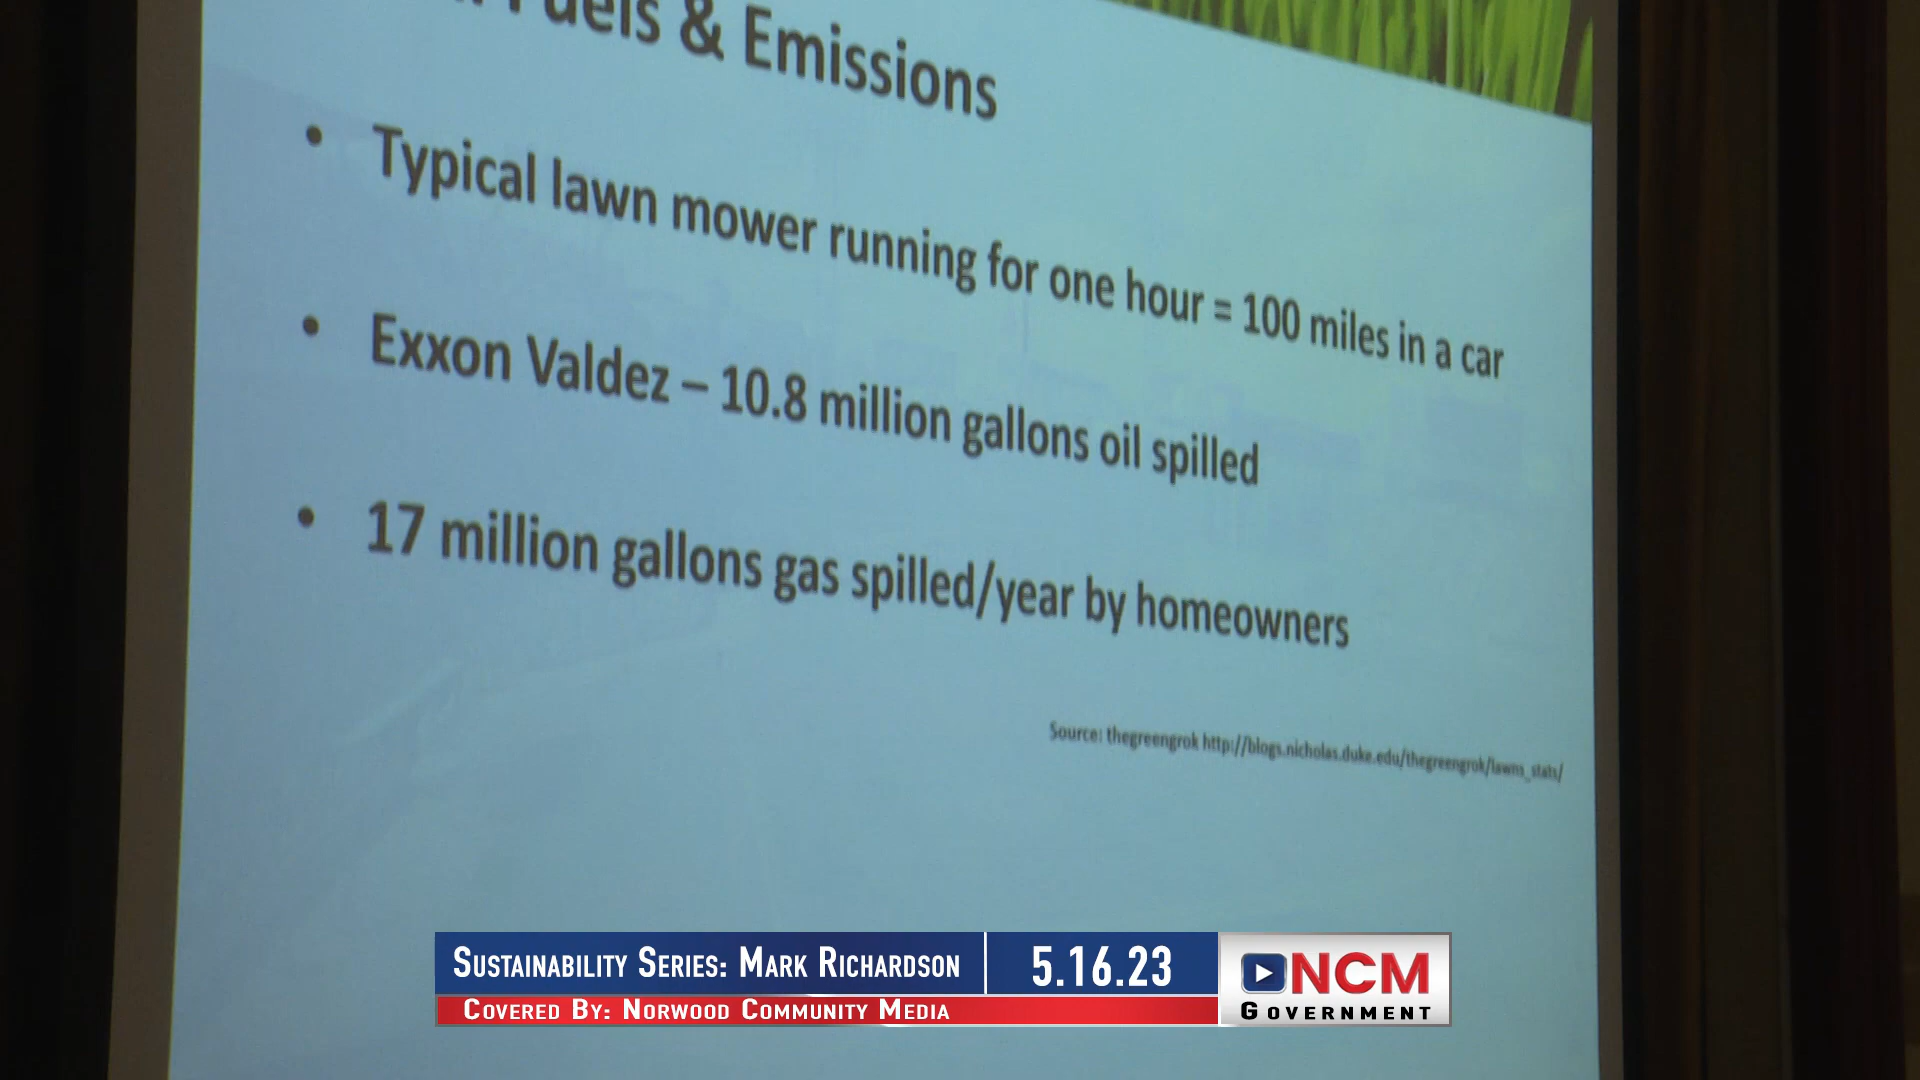 Fuels & Emissions
• Typical lawn mower running for one hour = 100 miles in a car
• Exxon Valdez – 10.8 million gallons oil spilled
• 17 million gallons gas spilled/year by homeowners
Source: thegreengrok http://blogs.nicholas.duke.edu/thegreengrok/lawns_stats/
Sustainability Series: Mark Richardson
5.16.23
Covered By: Norwood Community Media
NCM
Government